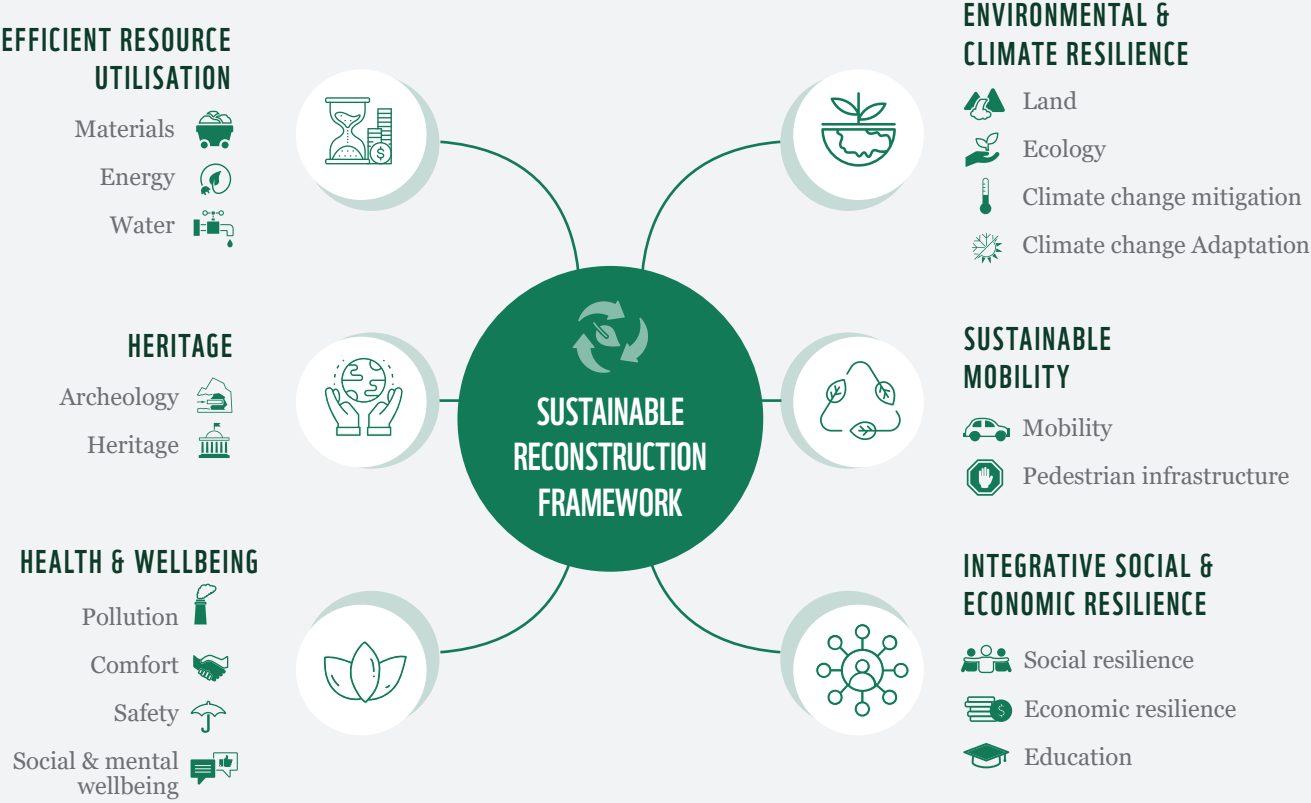 EFFICIENT RESOURCE
UTILISATION
Materials
Energy
Water
HERITAGE
Archeology
Heritage
HEALTH & WELLBEING
Pollution
Comfort
Safety
Social & mental
wellbeing
SUSTAINABLE
RECONSTRUCTION
FRAMEWORK
ENVIRONMENTAL &
CLIMATE RESILIENCE
Land
Ecology
Climate change mitigation
Climate change Adaptation
SUSTAINABLE
MOBILITY
Mobility
Pedestrian infrastructure
INTEGRATIVE SOCIAL &
ECONOMIC RESILIENCE
Social resilience
Economic resilience
Education